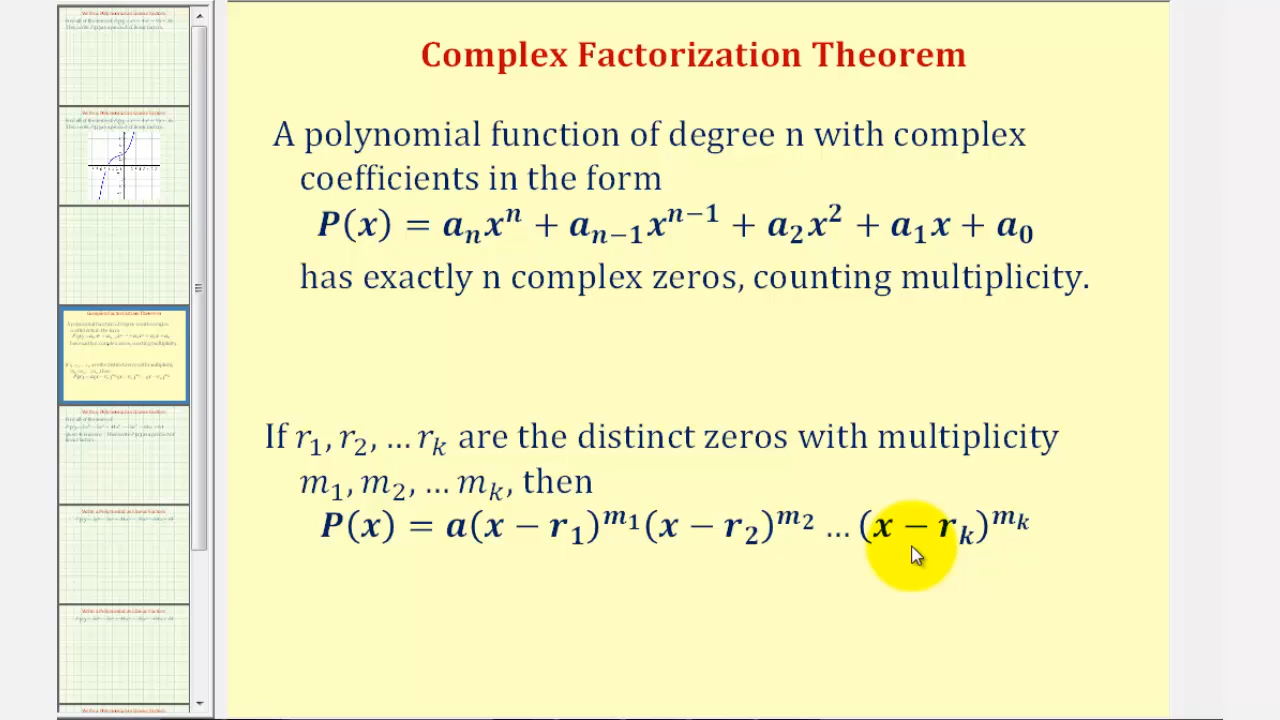 Complex Factorization Theorem
A polynomial function of degree n with complex
coefficients in the form
P(x) = aₙxⁿ + aₙ₋₁xⁿ⁻¹ + a₂x² + a₁x + a₀
has exactly n complex zeros, counting multiplicity.
If r₁, r₂, … rₖ are the distinct zeros with multiplicity
m₁, m₂, … mₖ, then
P(x) = a(x − r₁)^m₁(x − r₂)^m₂ … (x − rₖ)^mₖ